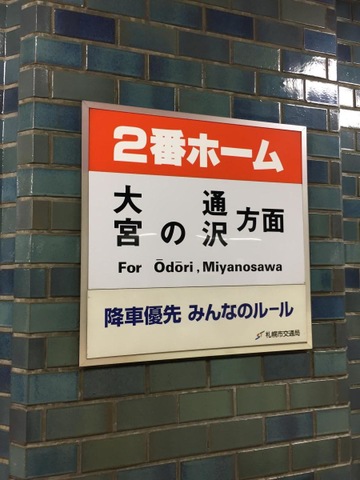 2番ホーム
大通
宮の沢 方面
For Ōdōri, Miyanosawa
降車優先 みんなのルール
札幌市交通局